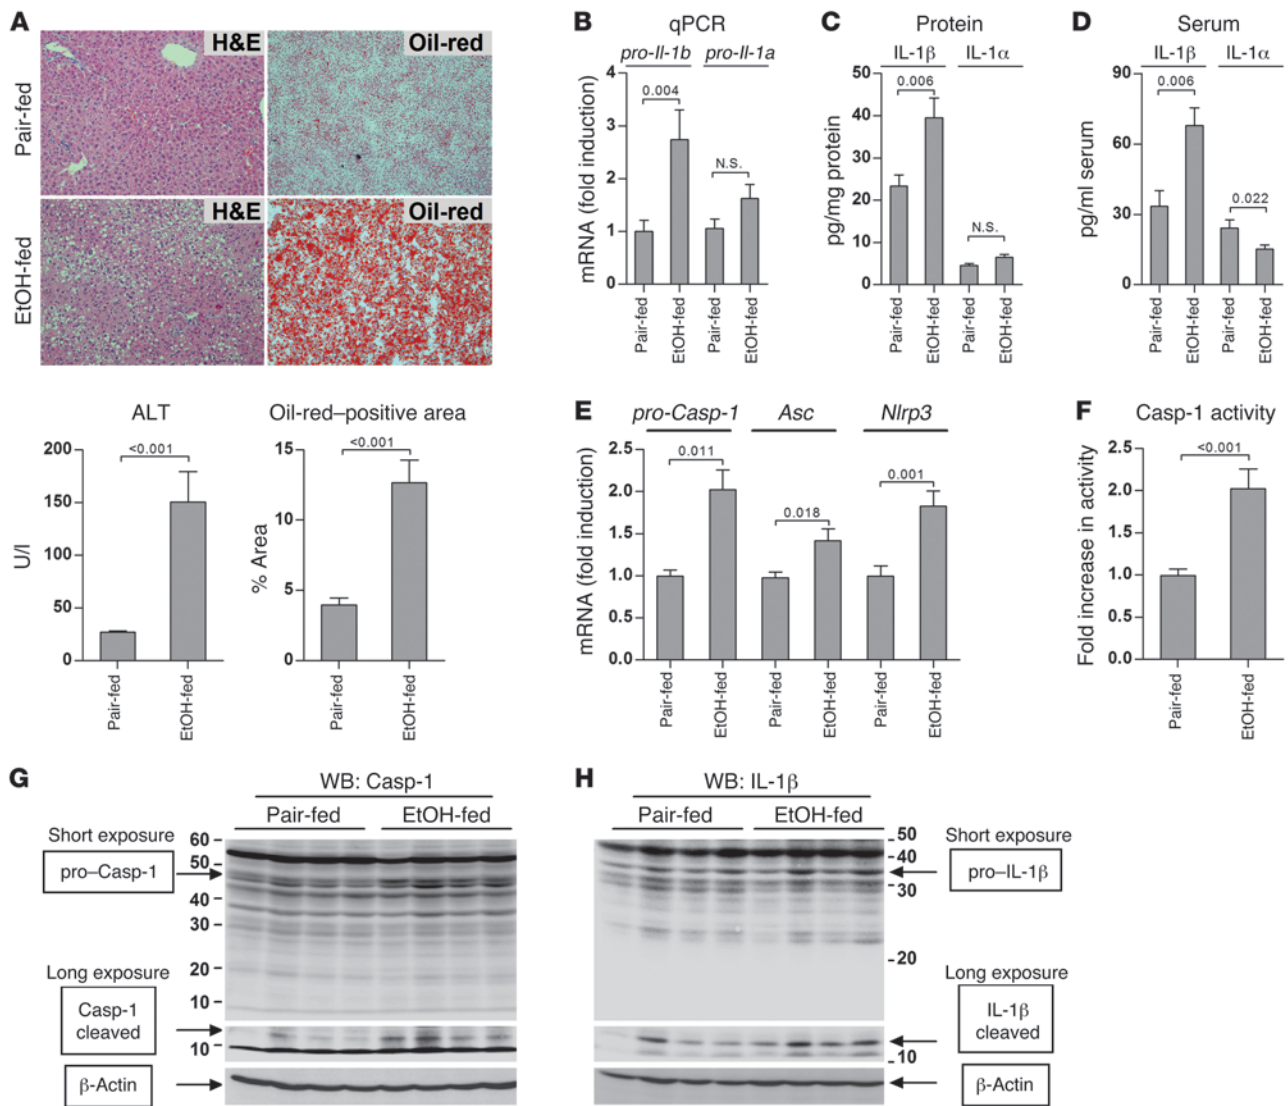 A
H&E
Oil-red
Pair-fed
H&E
Oil-red
EtOH-fed
ALT
200
150
100
50
0
U/l
<0.001
Pair-fed
EtOH-fed
Oil-red–positive area
15
10
5
0
% Area
<0.001
Pair-fed
EtOH-fed
B
qPCR
pro-Il-1b
pro-Il-1a
4
3
2
1
0
mRNA (fold induction)
0.004
N.S.
Pair-fed
EtOH-fed
Pair-fed
EtOH-fed
C
Protein
IL-1β
IL-1α
50
40
30
20
10
0
pg/mg protein
0.006
N.S.
Pair-fed
EtOH-fed
Pair-fed
EtOH-fed
D
Serum
IL-1β
IL-1α
90
60
30
0
pg/ml serum
0.006
0.022
Pair-fed
EtOH-fed
Pair-fed
EtOH-fed
E
pro-Casp-1
Asc
Nlrp3
2.5
2.0
1.5
1.0
0.5
0.0
mRNA (fold induction)
0.011
0.018
0.001
Pair-fed
EtOH-fed
Pair-fed
EtOH-fed
Pair-fed
EtOH-fed
F
Casp-1 activity
2.5
2.0
1.5
1.0
0.5
0.0
Fold increase in activity
<0.001
Pair-fed
EtOH-fed
G
WB: Casp-1
Pair-fed
EtOH-fed
Short exposure
pro–Casp-1
60
50
40
30
20
10
Long exposure
Casp-1
cleaved
10
β-Actin
H
WB: IL-1β
Pair-fed
EtOH-fed
50
40
30
20
Short exposure
pro–IL-1β
Long exposure
IL-1β
cleaved
10
β-Actin